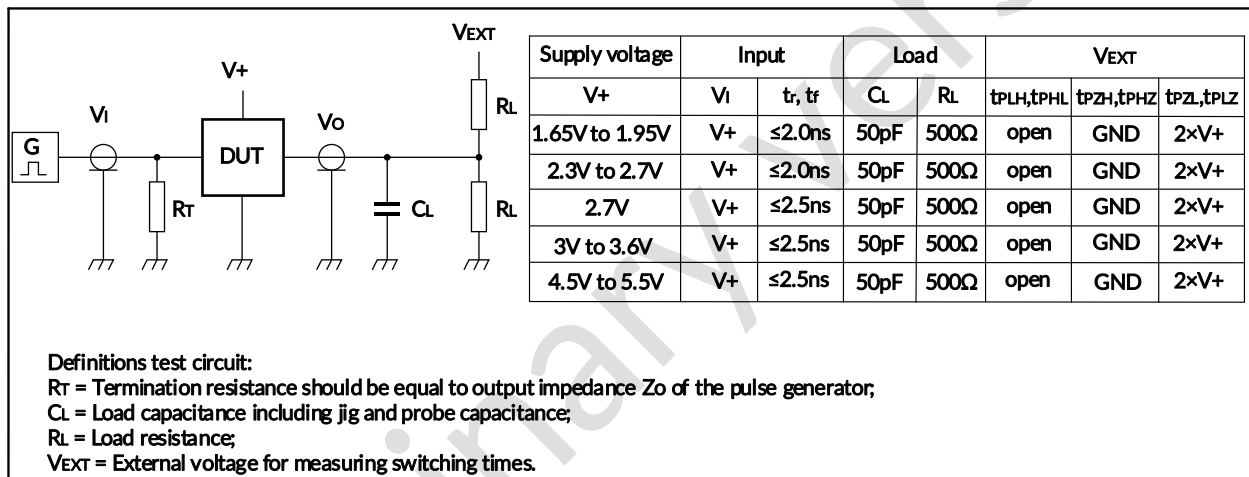 VEXT
V+
VI
VO
RL
G
DUT
RT
CL
RL
Supply voltage Input Load VEXT
V+ VI tr, tf CL RL tPLH,tPHL tPZH,tPHZ tPZL,tPLZ
1.65V to 1.95V V+ ≤2.0ns 50pF 500Ω open GND 2×V+
2.3V to 2.7V V+ ≤2.0ns 50pF 500Ω open GND 2×V+
2.7V V+ ≤2.5ns 50pF 500Ω open GND 2×V+
3V to 3.6V V+ ≤2.5ns 50pF 500Ω open GND 2×V+
4.5V to 5.5V V+ ≤2.5ns 50pF 500Ω open GND 2×V+
Definitions test circuit:
RT = Termination resistance should be equal to output impedance Zo of the pulse generator;
CL = Load capacitance including jig and probe capacitance;
RL = Load resistance;
VEXT = External voltage for measuring switching times.